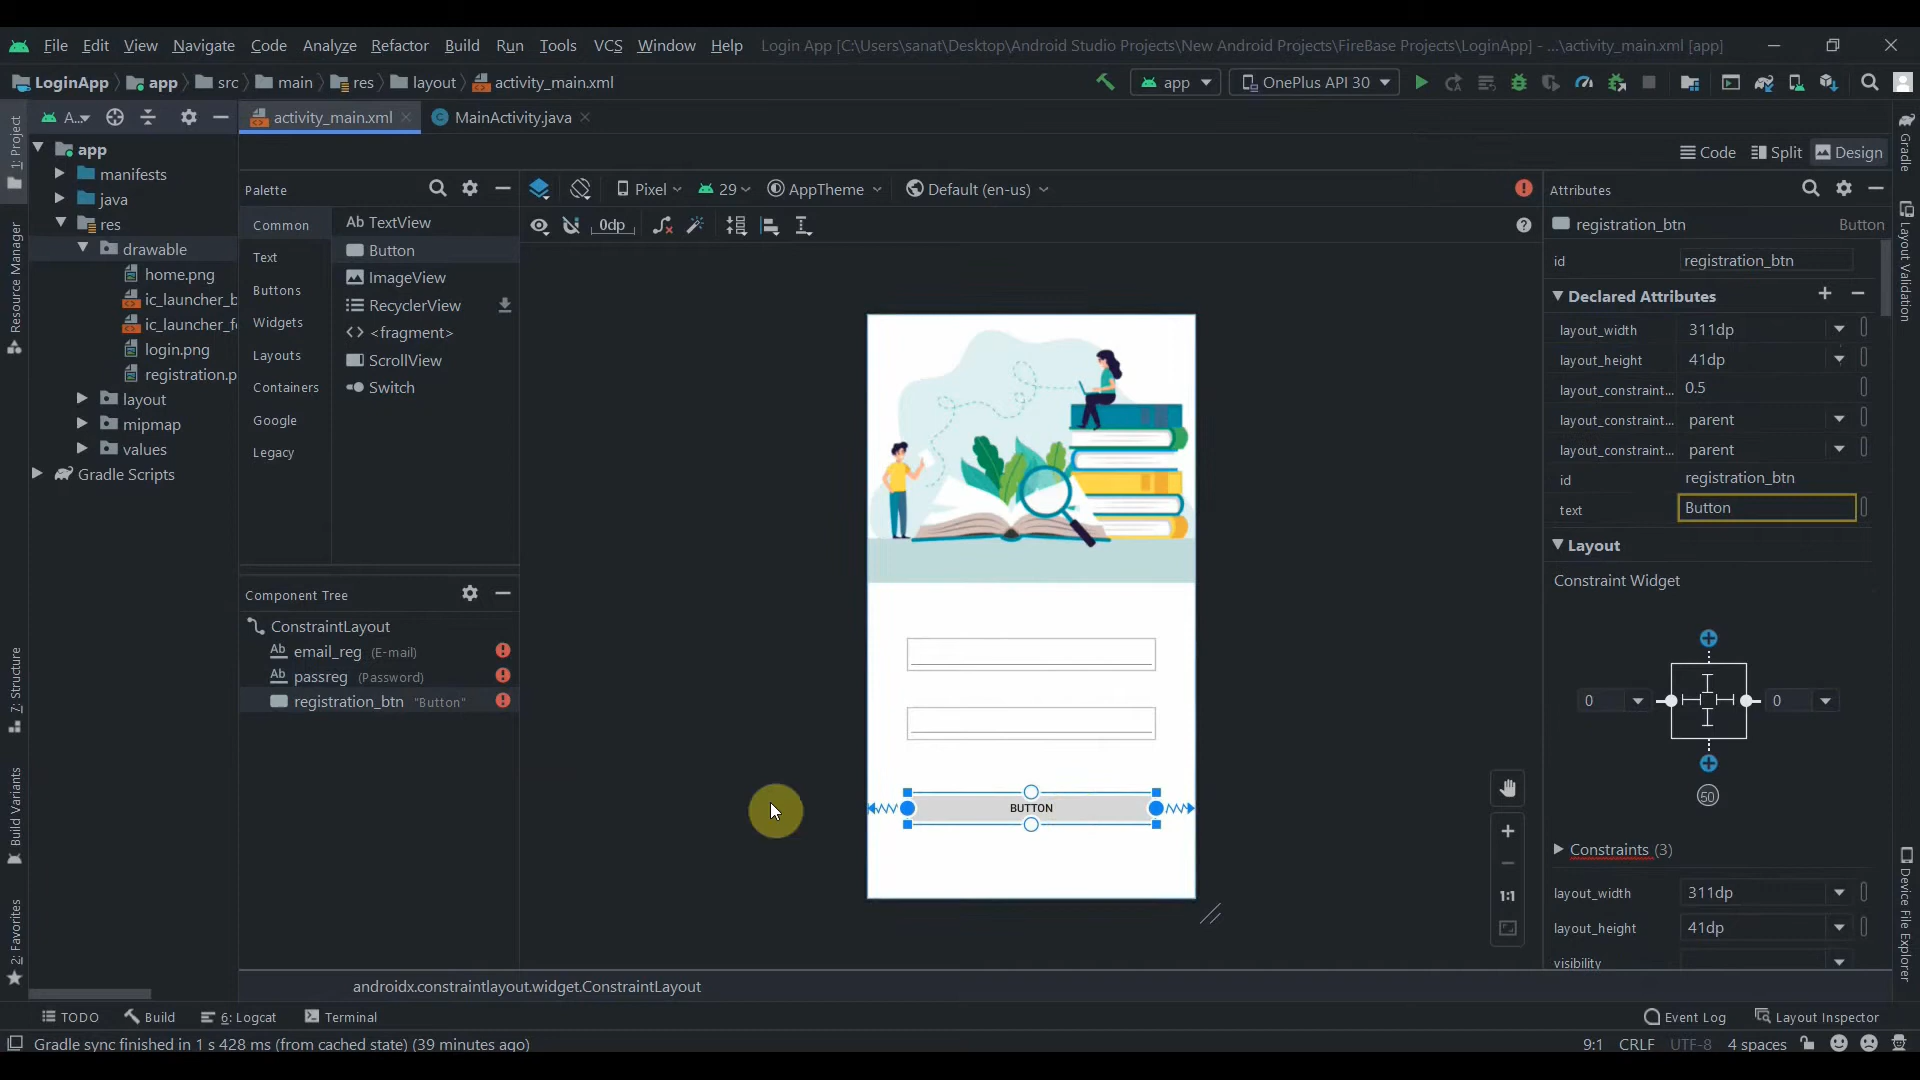 File Edit View Navigate Code Analyze Refactor Build Run Tools VCS Window Help Login App [C:\Users\sanat\Desktop\Android Studio Projects\New Android Projects\FireBase Projects\LoginApp] - ...\activity_main.xml [app]
LoginApp app src main res layout activity_main.xml app OnePlus API 30
A... activity_main.xml MainActivity.java
Code Split Design
1: Project
Resource Manager
7: Structure
Build Variants
2: Favorites
app
manifests
java
res
drawable
home.png
ic_launcher_b
ic_launcher_fo
login.png
registration.p
layout
mipmap
values
Gradle Scripts
Palette
Common
Text
Buttons
Widgets
Layouts
Containers
Google
Legacy
Ab TextView
Button
ImageView
RecyclerView
<> <fragment>
ScrollView
Switch
Component Tree
ConstraintLayout
Ab email_reg (E-mail)
Ab passreg (Password)
registration_btn "Button"
Pixel 29 AppTheme Default (en-us)
0dp
BUTTON
1:1
Attributes
registration_btn Button
id registration_btn
Declared Attributes
layout_width 311dp
layout_height 41dp
layout_constraint... 0.5
layout_constraint... parent
layout_constraint... parent
id registration_btn
text Button
Layout
Constraint Widget
0 0
50
Constraints (3)
layout_width 311dp
layout_height 41dp
visibility
Gradle
Layout Validation
Device File Explorer
androidx.constraintlayout.widget.ConstraintLayout
TODO Build 6: Logcat Terminal Event Log Layout Inspector
Gradle sync finished in 1 s 428 ms (from cached state) (39 minutes ago) 9:1 CRLF UTF-8 4 spaces